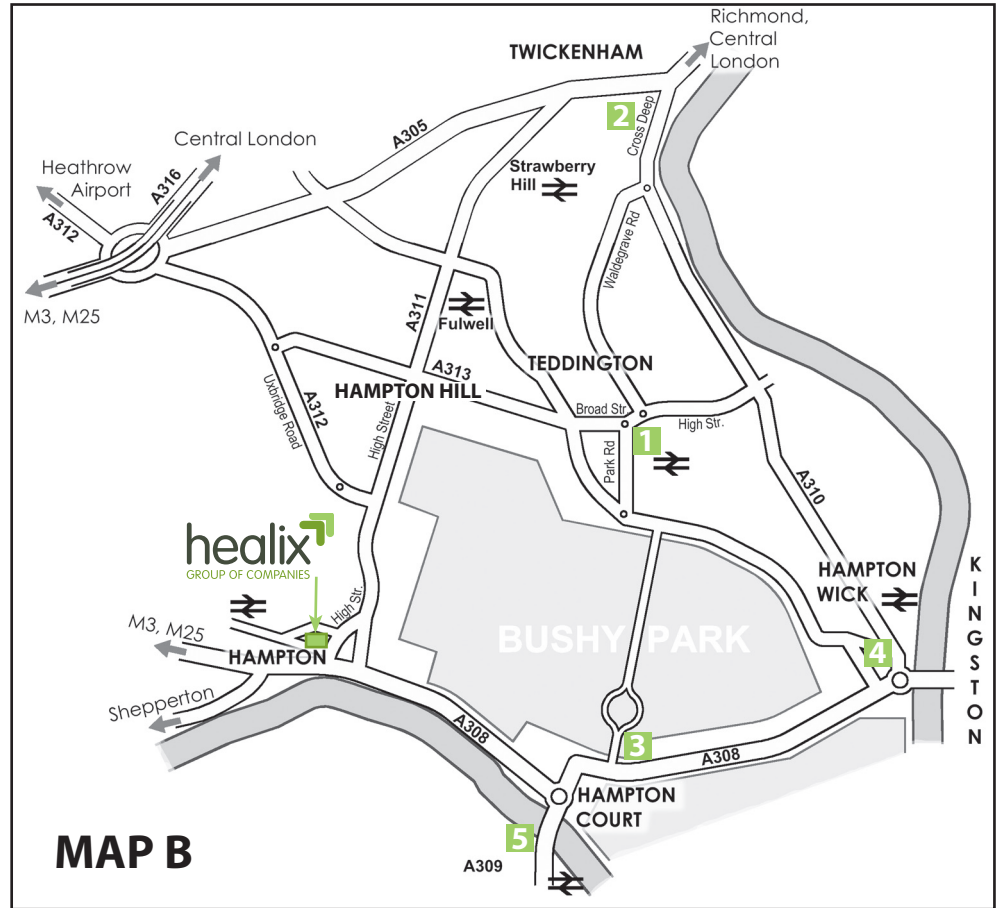 Richmond,
Central
London
TWICKENHAM
2
Cross Deep
A305
Central London
Heathrow
Airport
A316
A312
Strawberry
Hill
Waldegrave Rd
M3, M25
A311
Fulwell
TEDDINGTON
A313
HAMPTON HILL
Uxbridge Road
A312
High Street
Broad Str.
High Str.
1
Park Rd
A310
healix
GROUP OF COMPANIES
HAMPTON
WICK
KINGSTON
High Str.
M3, M25
HAMPTON
BUSHY PARK
4
Shepperton
A308
3
A308
HAMPTON
COURT
5
A309
MAP B